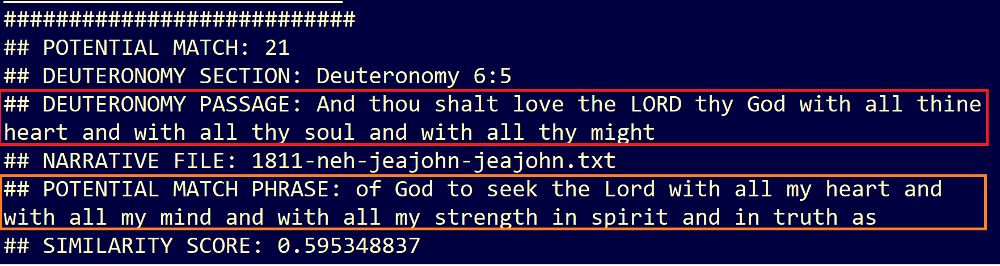 ###########################
## POTENTIAL MATCH: 21
## DEUTERONOMY SECTION: Deuteronomy 6:5
## DEUTERONOMY PASSAGE: And thou shalt love the LORD thy God with all thine
heart and with all thy soul and with all thy might
## NARRATIVE FILE: 1811-neh-jeajohn-jeajohn.txt
## POTENTIAL MATCH PHRASE: of God to seek the Lord with all my heart and
with all my mind and with all my strength in spirit and in truth as
## SIMILARITY SCORE: 0.595348837